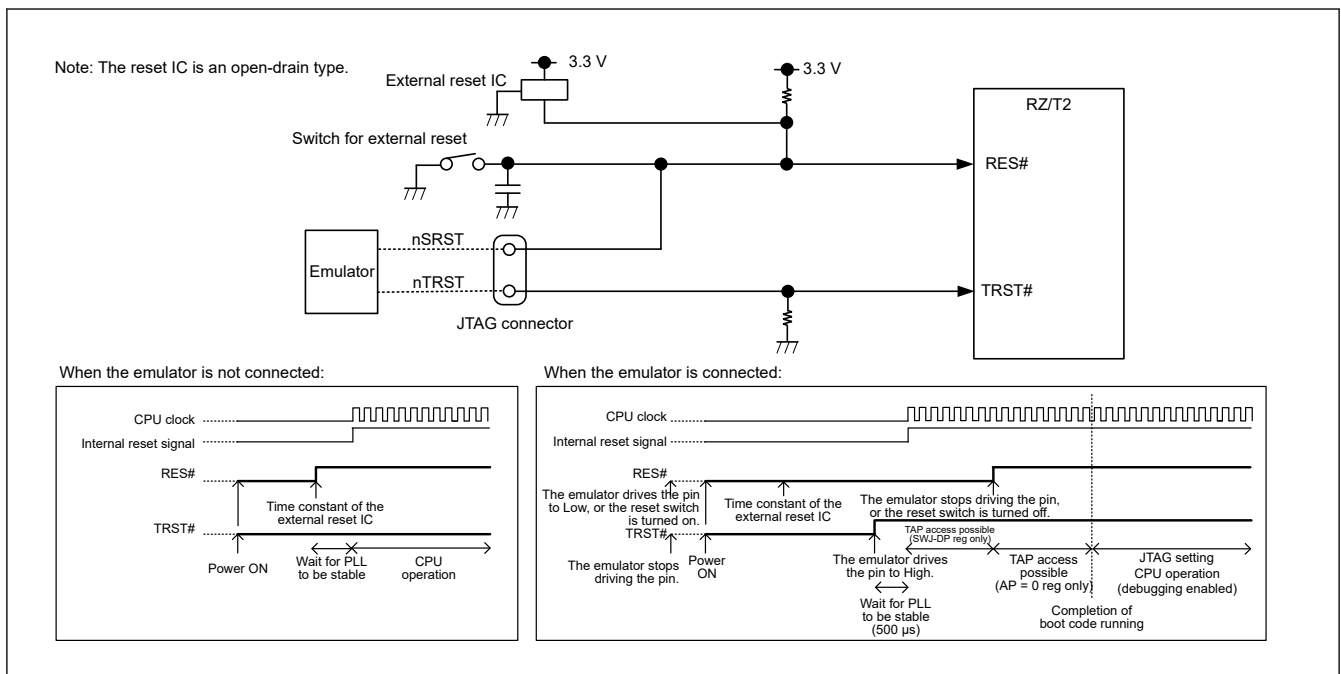 Note: The reset IC is an open-drain type.
External reset IC
3.3 V
3.3 V
RZ/T2
Switch for external reset
RES#
nSRST
Emulator
nTRST
TRST#
JTAG connector
When the emulator is not connected:
CPU clock
Internal reset signal
RES#
Time constant of the
external reset IC
TRST#
Power ON
Wait for PLL
to be stable
CPU
operation
When the emulator is connected:
CPU clock
Internal reset signal
RES#
The emulator drives the pin
to Low, or the reset switch
is turned on.
Time constant of the
external reset IC
The emulator stops driving the pin,
or the reset switch is turned off.
TRST#
TAP access possible
(SWJ-DP reg only)
The emulator stops
driving the pin.
Power
ON
The emulator drives
the pin to High.
Wait for PLL
to be stable
(500 µs)
TAP access
possible
(AP = 0 reg only)
JTAG setting
CPU operation
(debugging enabled)
Completion of
boot code running